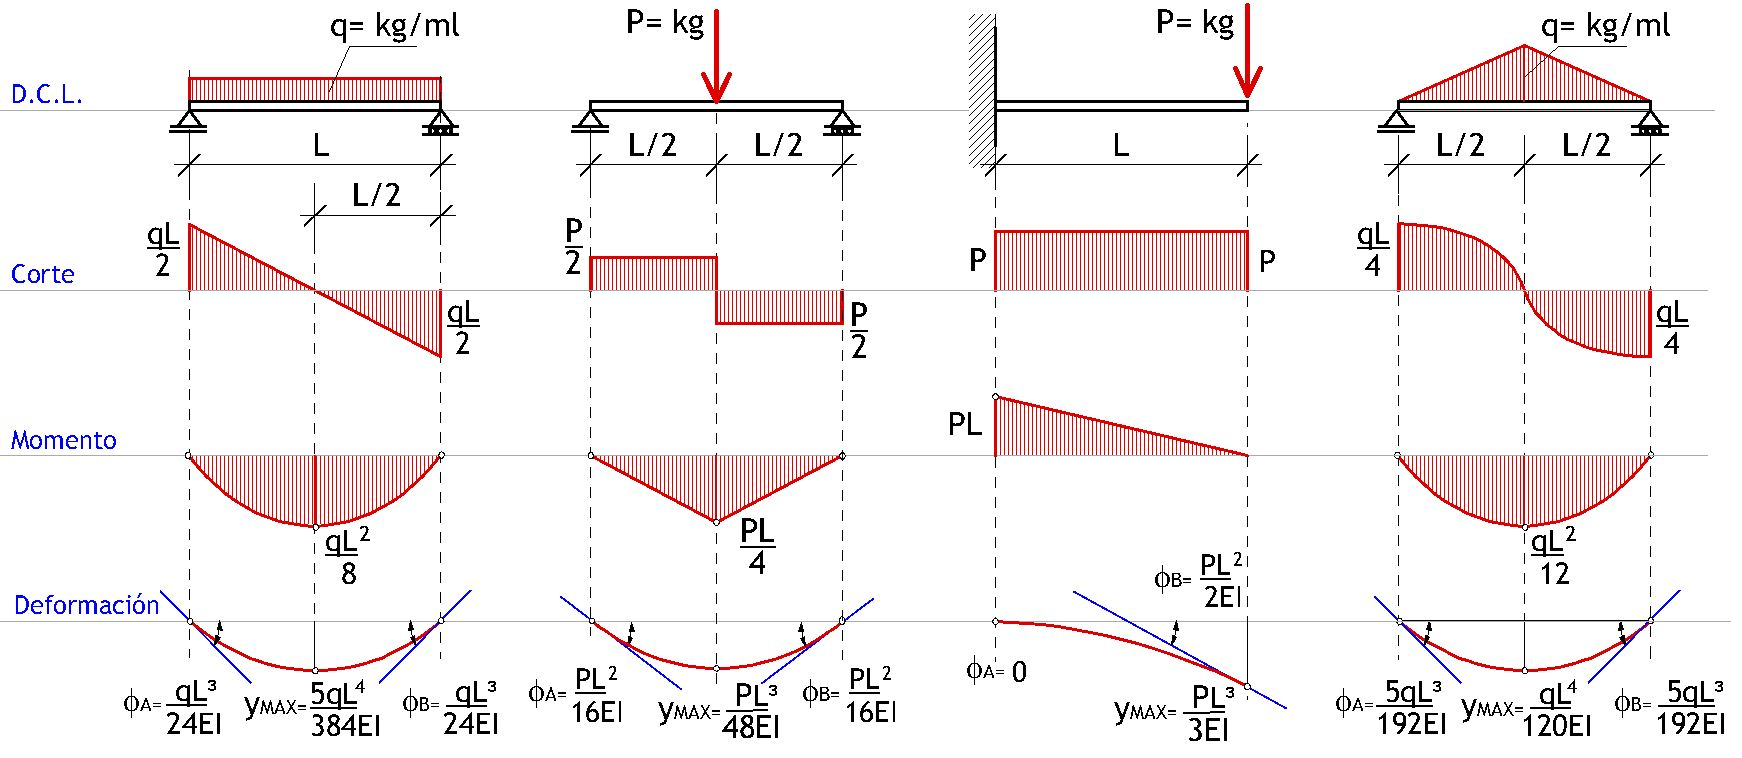 q= kg/ml
P= kg
P= kg
q= kg/ml
D.C.L.
L
L/2
L/2
L
L/2
L/2
L/2
qL/2
P/2
P
P
qL/4
Corte
qL/2
P/2
qL/4
PL
Momento
qL²/8
PL/4
qL²/12
ϕB= PL²/2EI
Deformación
ϕA= 0
ϕA= qL³/24EI
yMAX= 5qL⁴/384EI
ϕB= qL³/24EI
ϕA= PL²/16EI
yMAX= PL³/48EI
ϕB= PL²/16EI
yMAX= PL³/3EI
ϕA= 5qL³/192EI
yMAX= qL⁴/120EI
ϕB= 5qL³/192EI